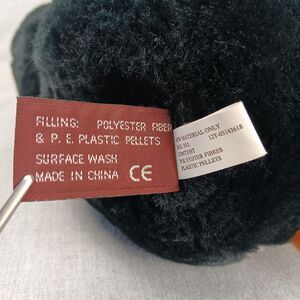 FILLING: POLYESTER FIBER
& P. E. PLASTIC PELLETS
SURFACE WASH
MADE IN CHINA CE
MATERIAL ONLY
REG. NO.
CONTENT
POLYESTER FIBRES
PLASTIC PELLETS